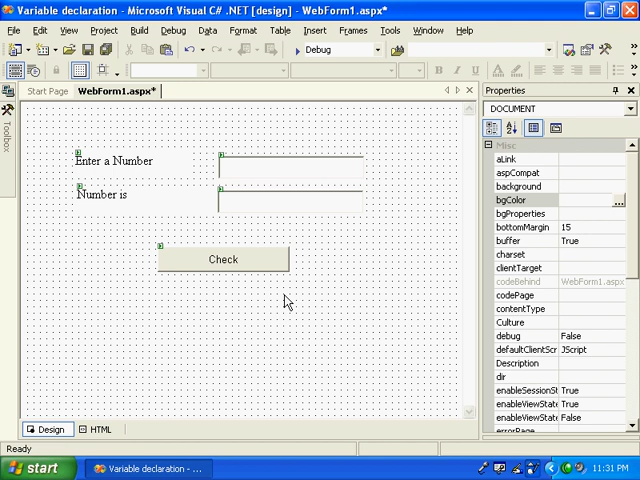 Variable declaration - Microsoft Visual C# .NET [design] - WebForm1.aspx*
File Edit View Project Build Debug Data Format Table Insert Frames Tools Window Help
Debug
B I U
Start Page WebForm1.aspx*
Toolbox
Enter a Number
Number is
Check
Design HTML
Properties
DOCUMENT
Misc
aLink
aspCompat
background
bgColor ...
bgProperties
bottomMargin 15
buffer True
charset
clientTarget
codeBehind WebForm1.aspx
codePage
contentType
Culture
debug False
defaultClientScr JScript
Description
dir
enableSessionSt True
enableViewState True
enableViewState False
errorPage
Ready
start Variable declaration - ... 11:31 PM